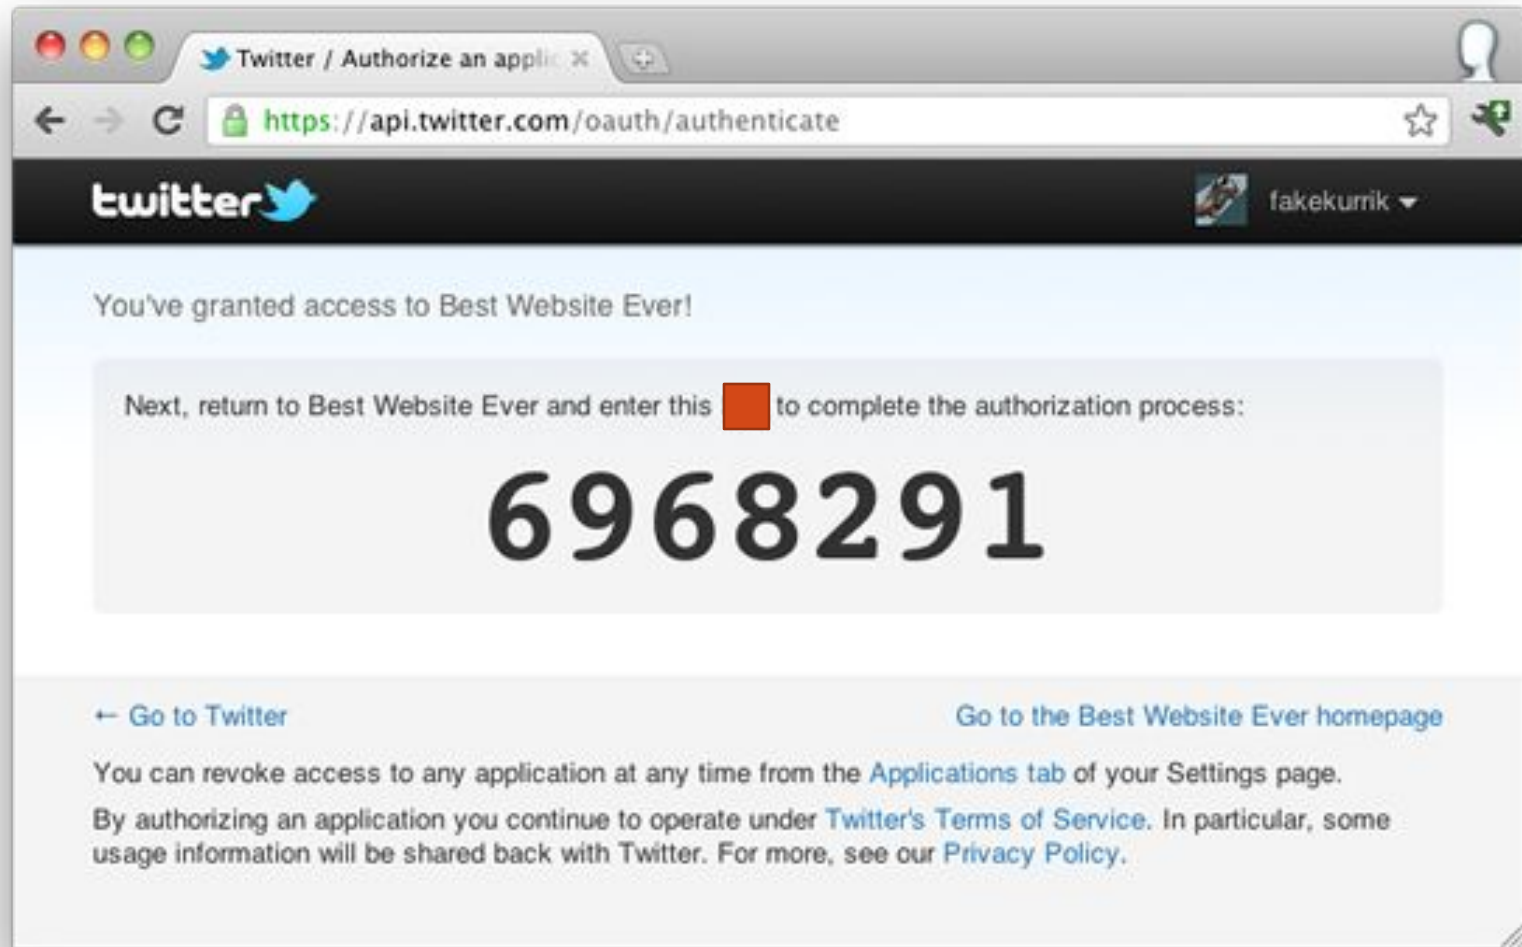 Twitter / Authorize an applic
https://api.twitter.com/oauth/authenticate
twitter
fakekurrik
You've granted access to Best Website Ever!
Next, return to Best Website Ever and enter this to complete the authorization process:
6968291
← Go to Twitter
Go to the Best Website Ever homepage
You can revoke access to any application at any time from the Applications tab of your Settings page.
By authorizing an application you continue to operate under Twitter's Terms of Service. In particular, some
usage information will be shared back with Twitter. For more, see our Privacy Policy.